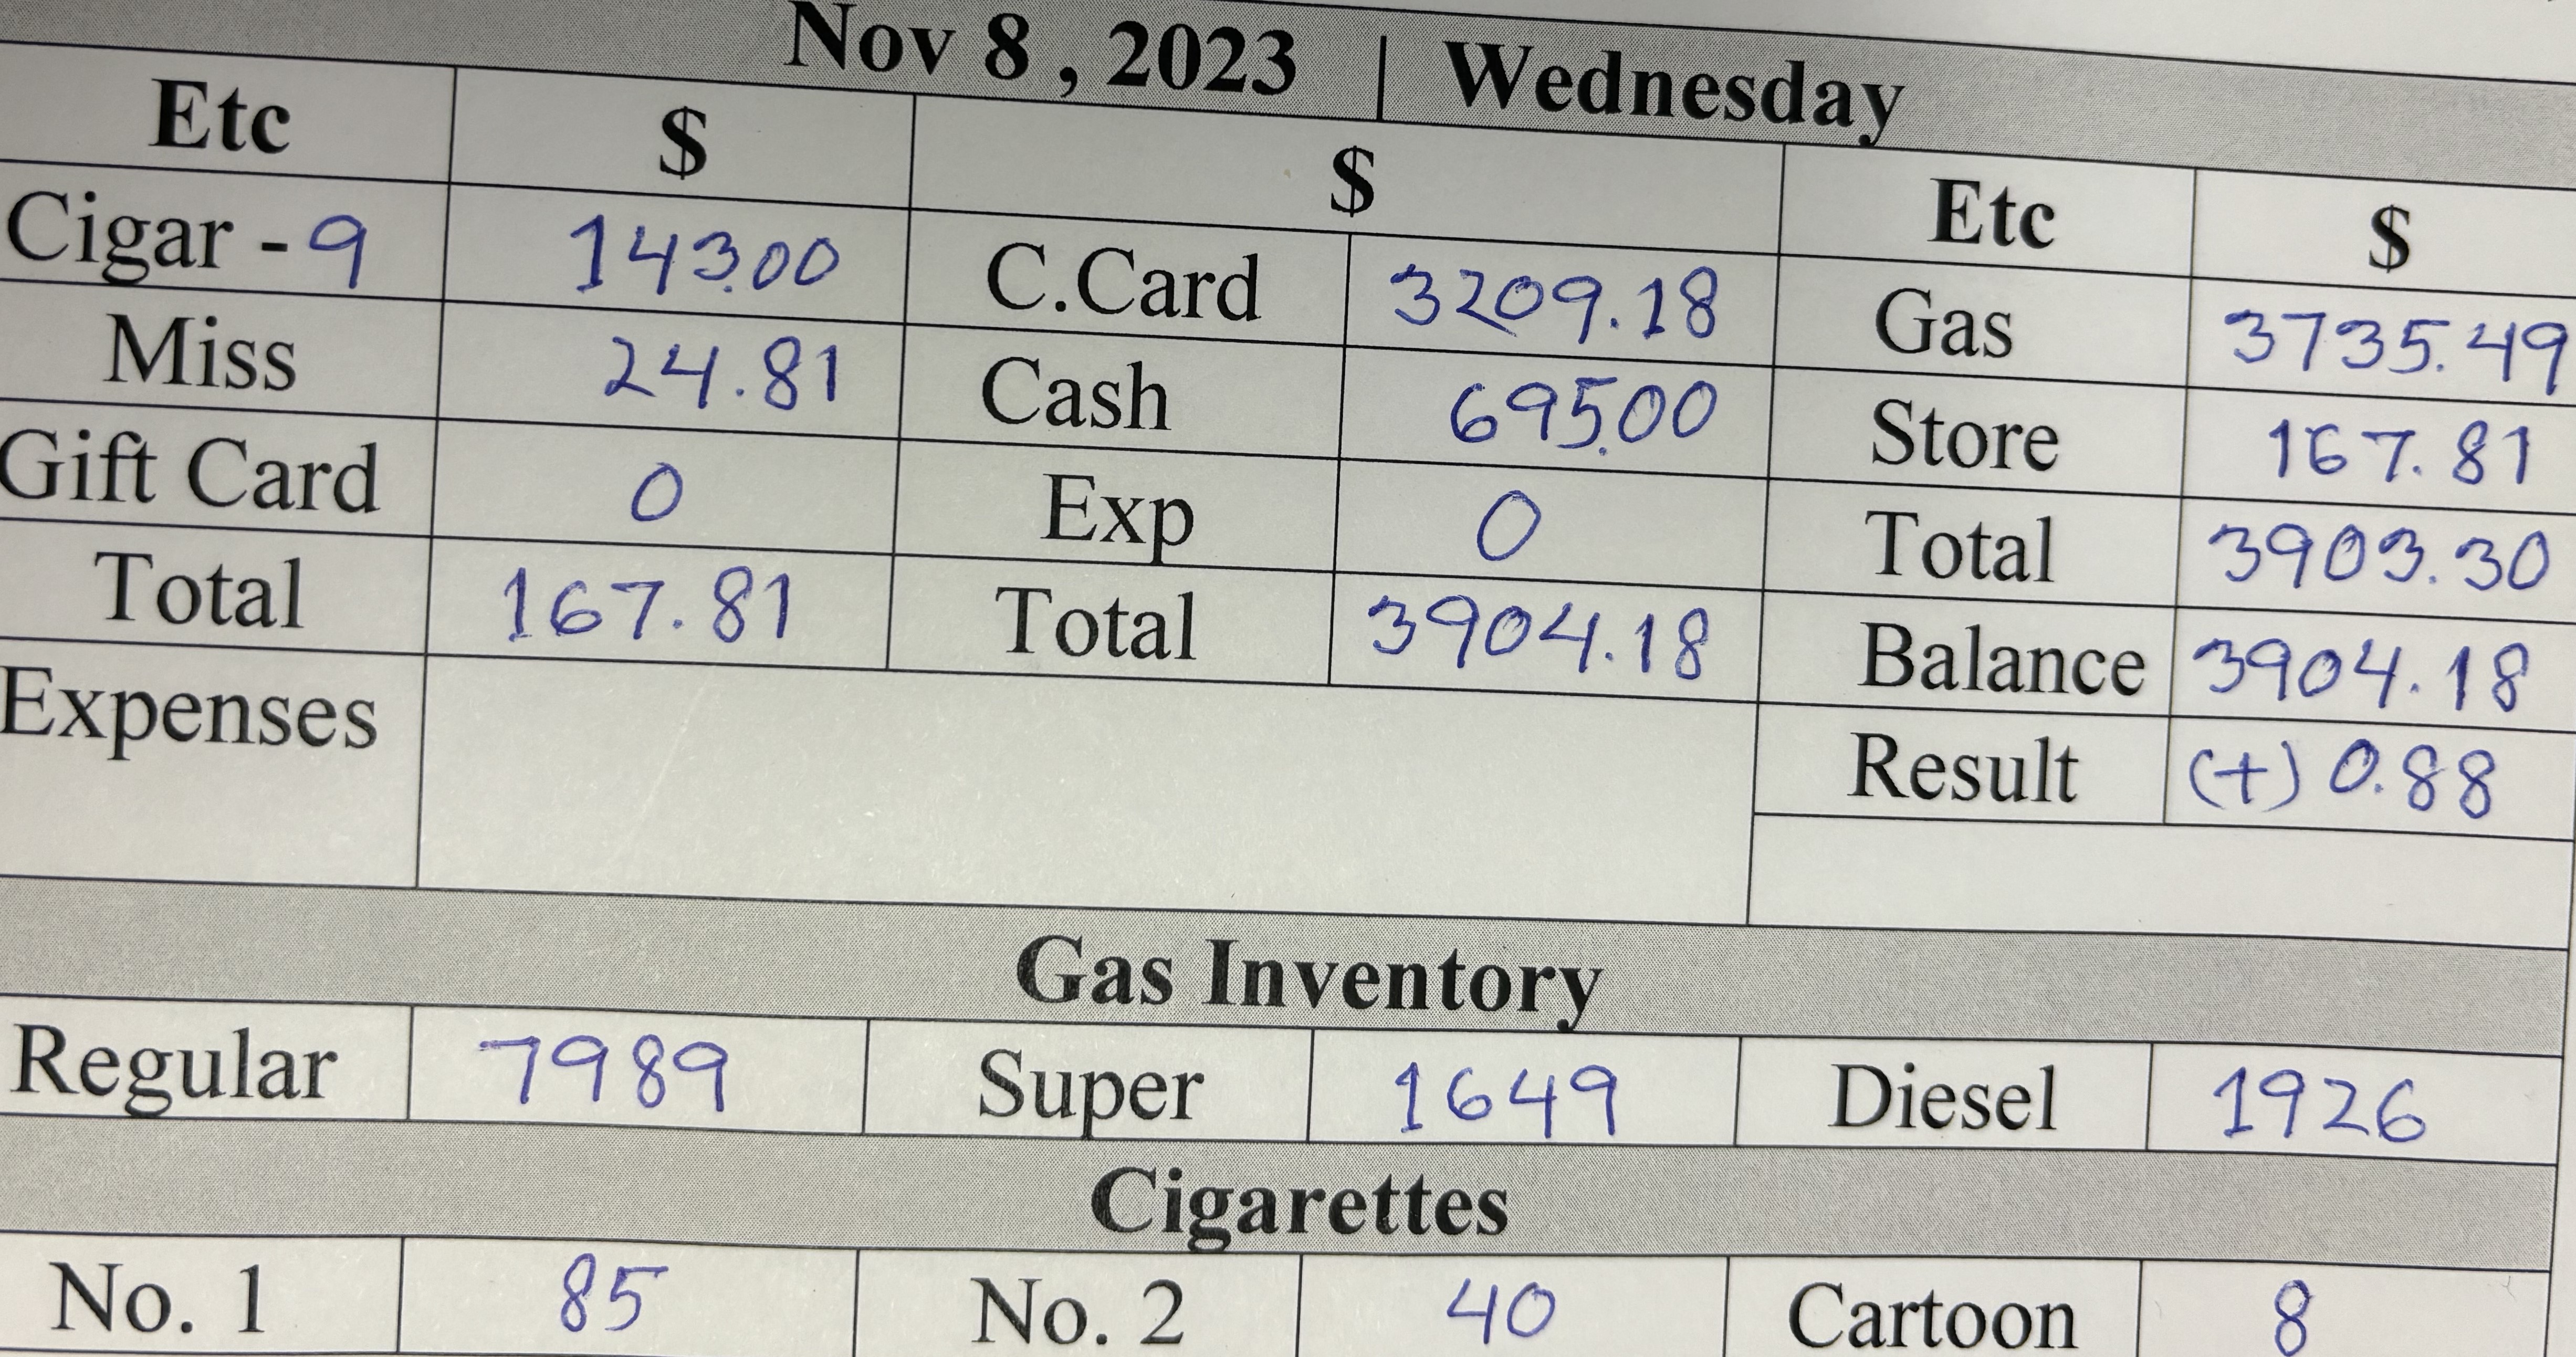 Nov 8 , 2023 | Wednesday
Etc $ $ Etc $
Cigar - 9 143.00 C.Card 3209.18 Gas 3735.49
Miss 24.81 Cash 695.00 Store 167.81
Gift Card 0 Exp 0 Total 3903.30
Total 167.81 Total 3904.18 Balance 3904.18
Expenses Result (+) 0.88
Gas Inventory
Regular 7989 Super 1649 Diesel 1926
Cigarettes
No. 1 85 No. 2 40 Cartoon 8